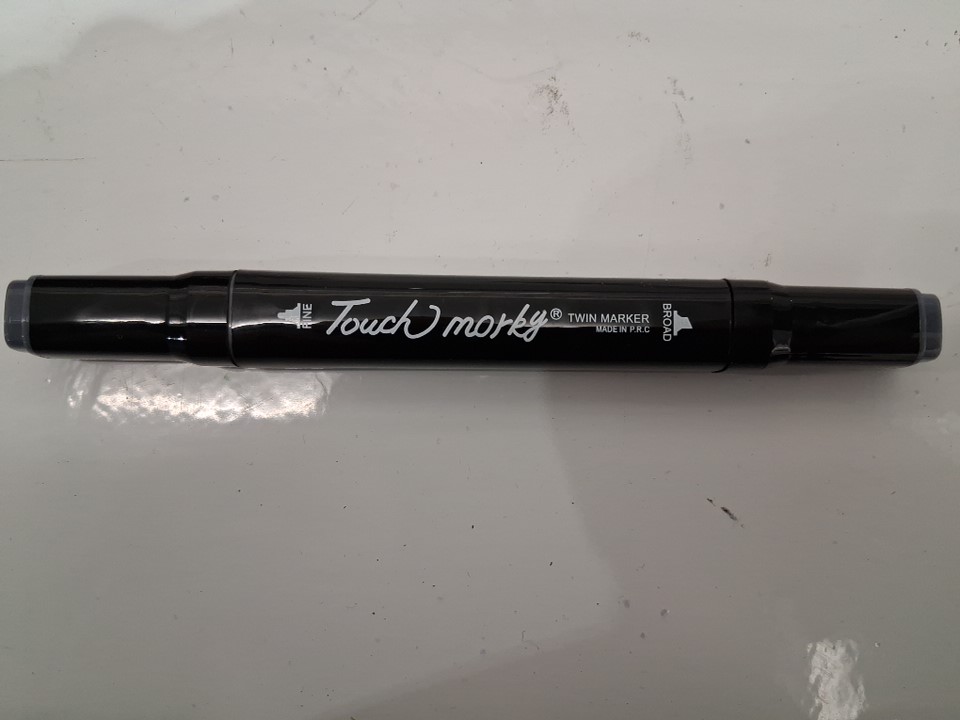 FINE
Touch morky®
TWIN MARKER
MADE IN P.R.C
BROAD